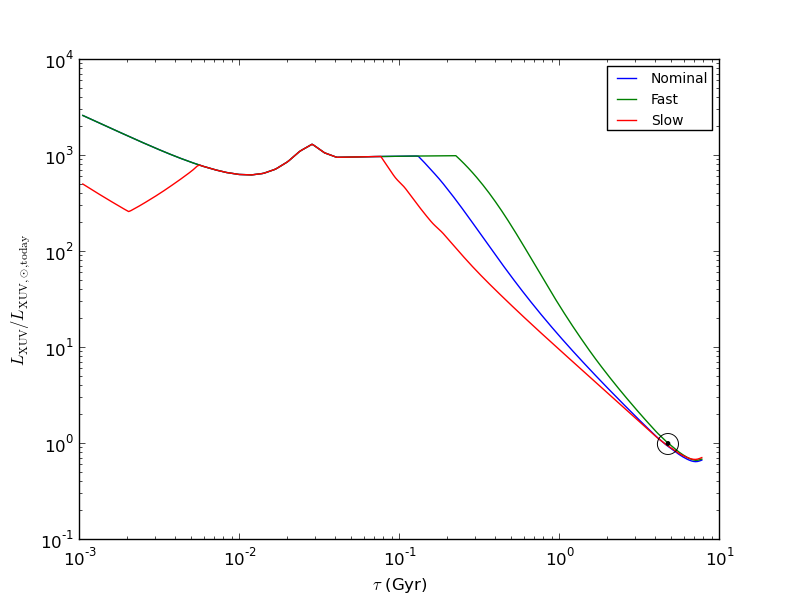 10^4
10^3
10^2
10^1
10^0
10^-1
10^-3
10^-2
10^-1
10^0
10^1
L_XUV/L_XUV,⊙,today
τ (Gyr)
Nominal
Fast
Slow